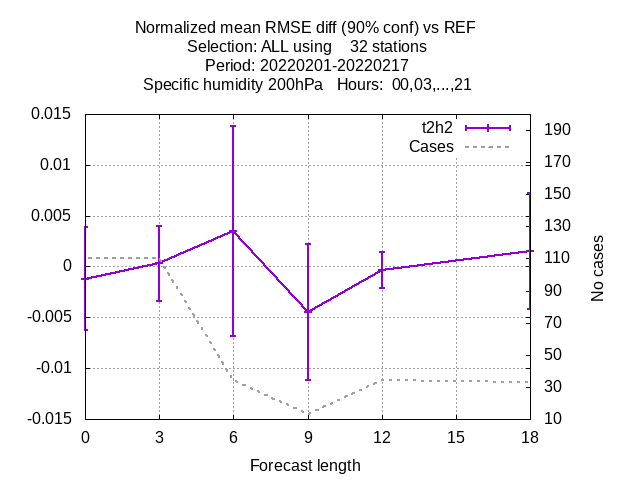 Normalized mean RMSE diff (90% conf) vs REF
Selection: ALL using    32 stations
Period: 20220201-20220217
Specific humidity 200hPa   Hours:  00,03,...,21
t2h2
Cases
0.015
0.01
0.005
0
-0.005
-0.01
-0.015
190
170
150
130
110
90
70
50
30
10
No cases
0 3 6 9 12 15 18
Forecast length